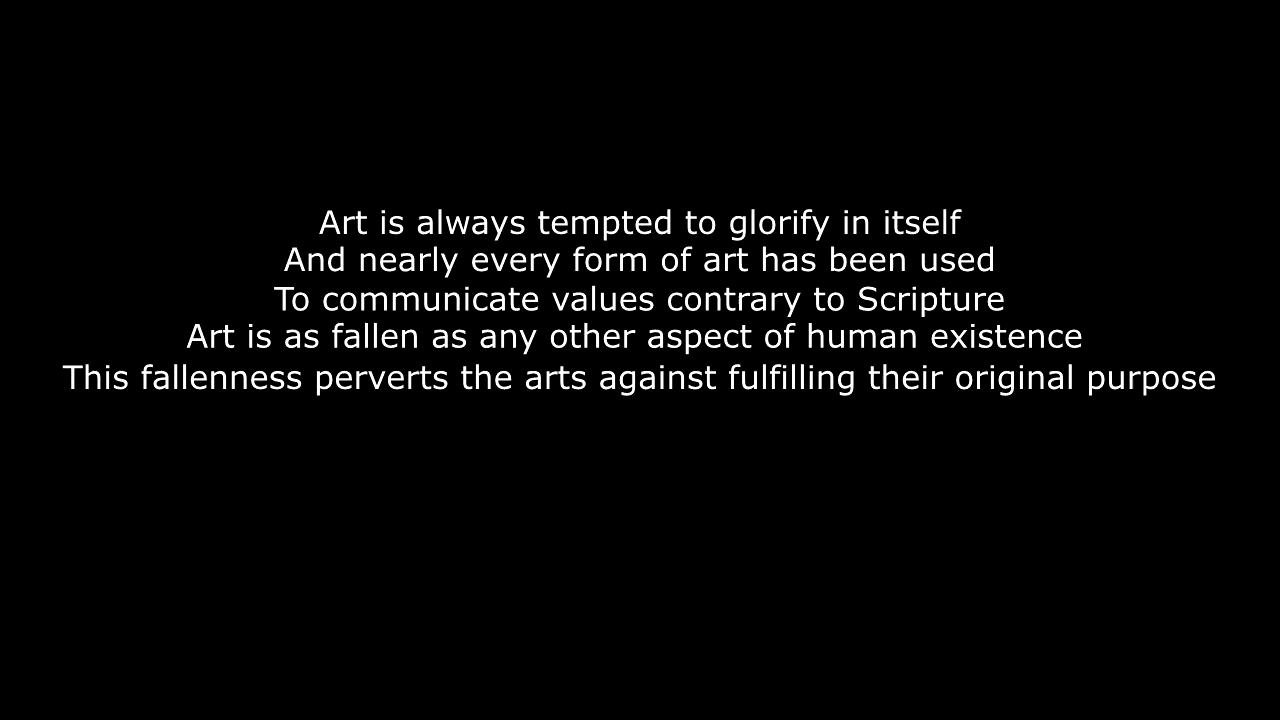 Art is always tempted to glorify in itself
And nearly every form of art has been used
To communicate values contrary to Scripture
Art is as fallen as any other aspect of human existence
This fallenness perverts the arts against fulfilling their original purpose